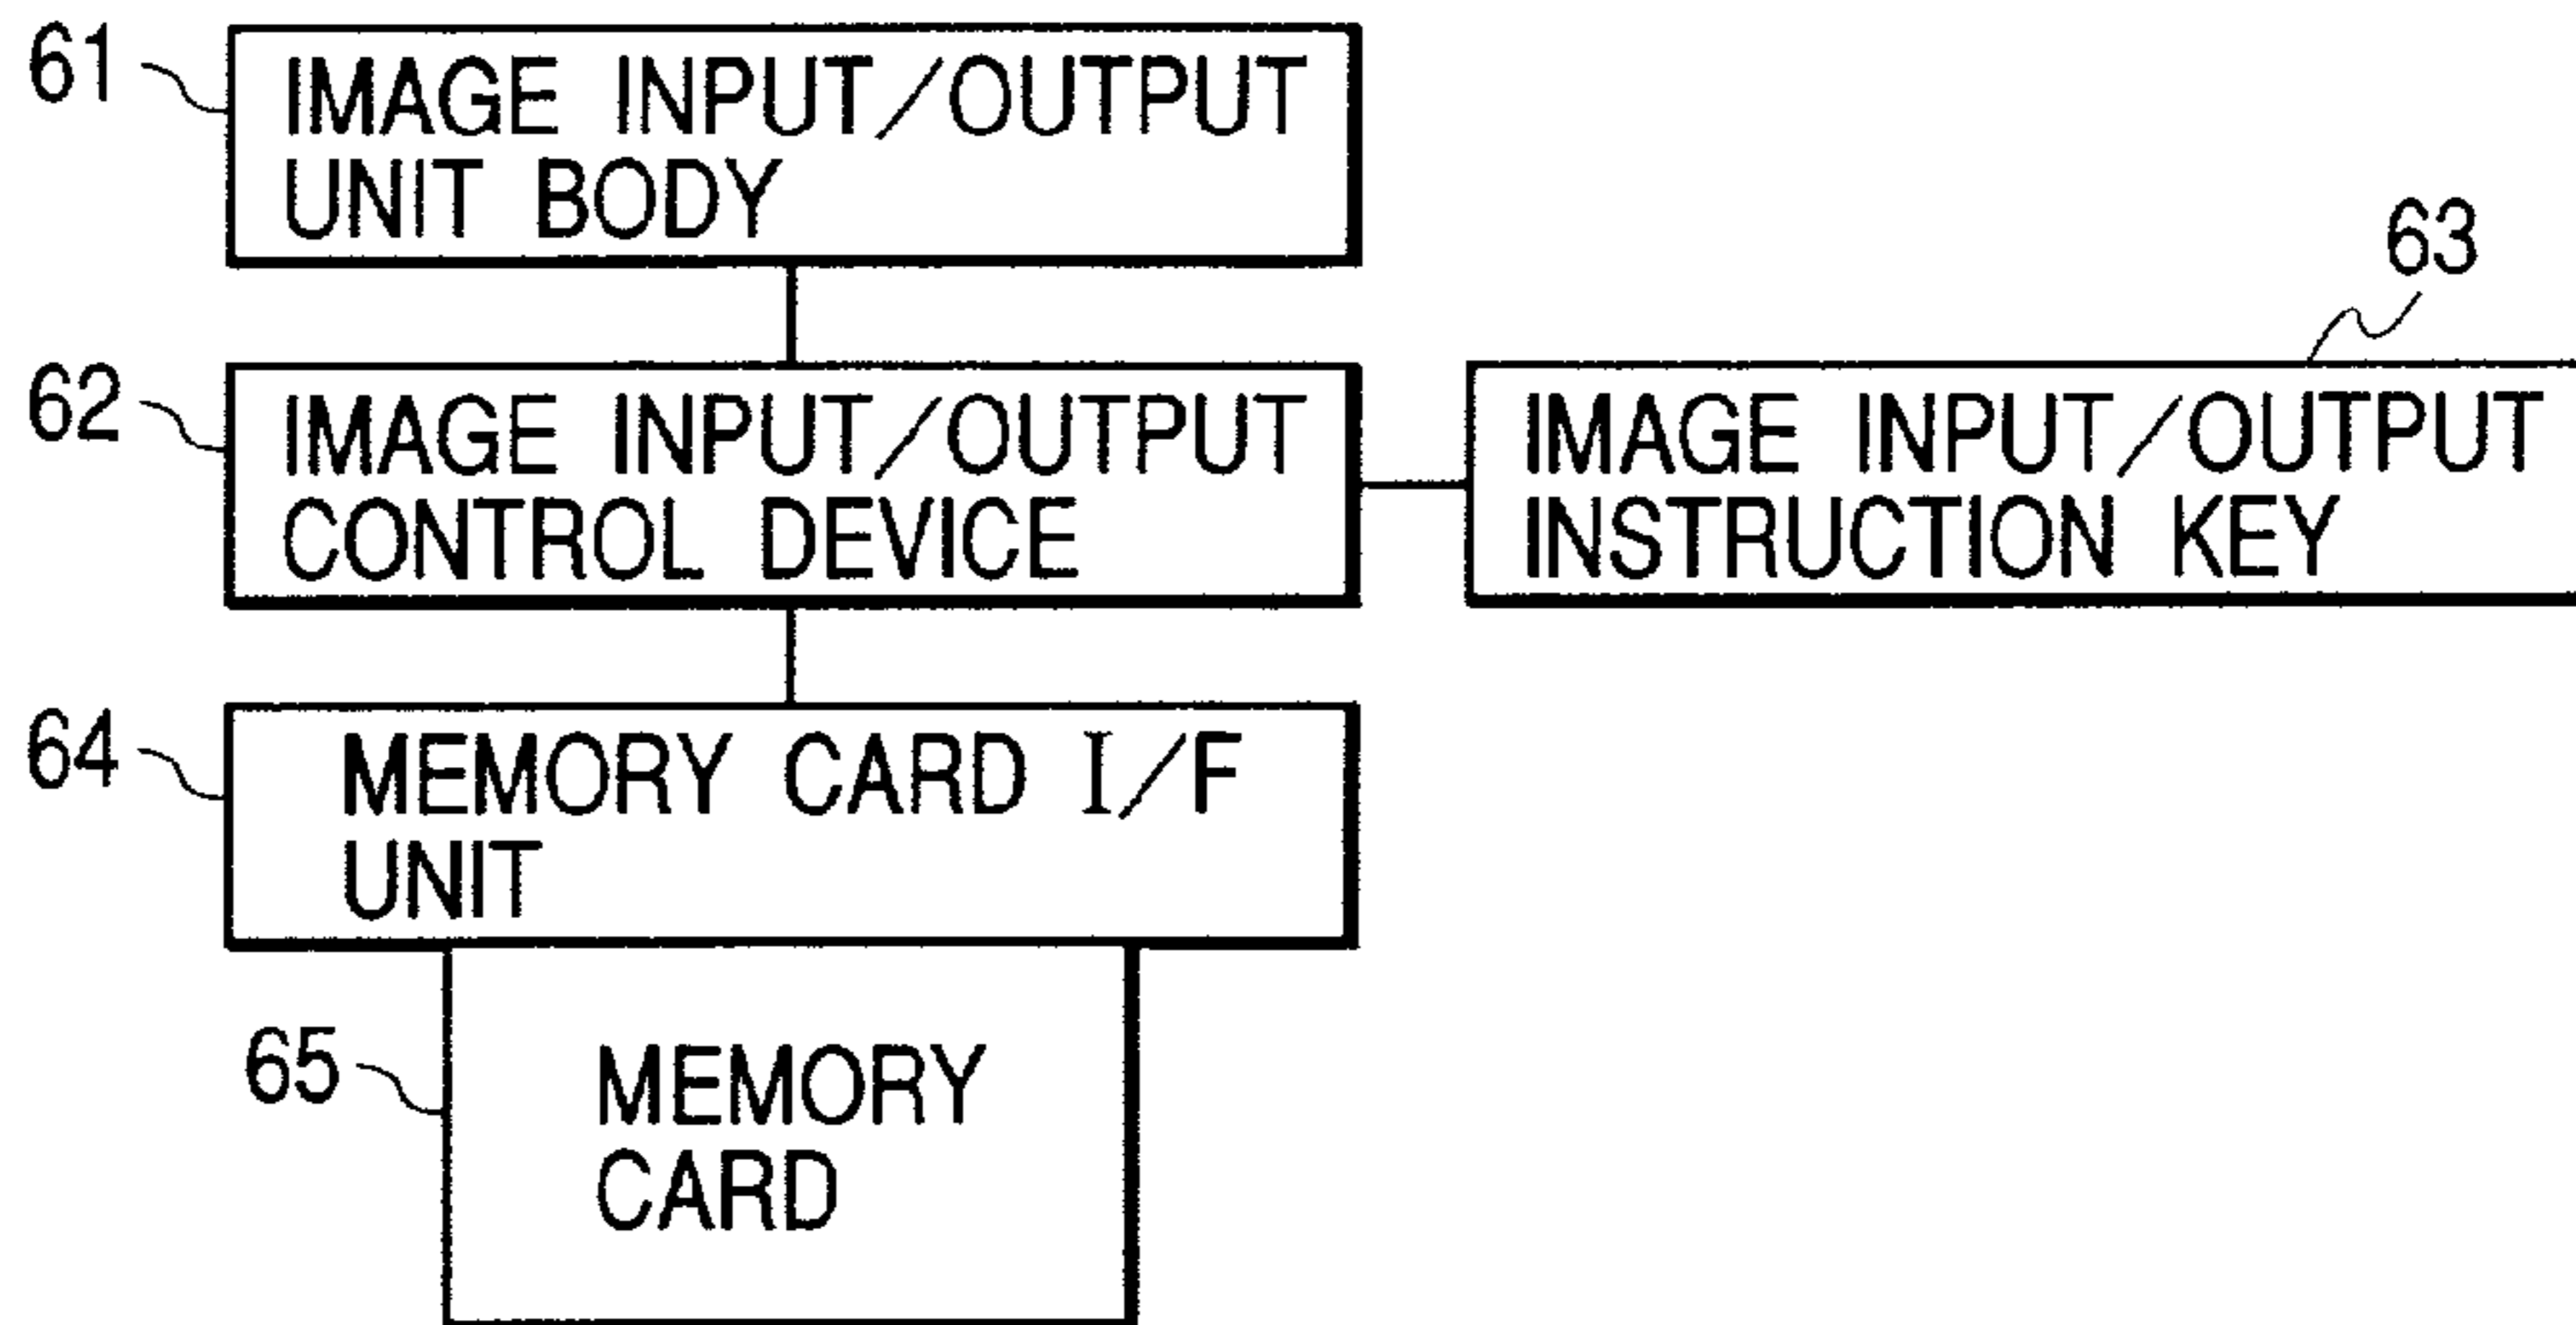 61
IMAGE INPUT/OUTPUT
UNIT BODY
62
IMAGE INPUT/OUTPUT
CONTROL DEVICE
63
IMAGE INPUT/OUTPUT
INSTRUCTION KEY
64
MEMORY CARD I/F
UNIT
65
MEMORY
CARD